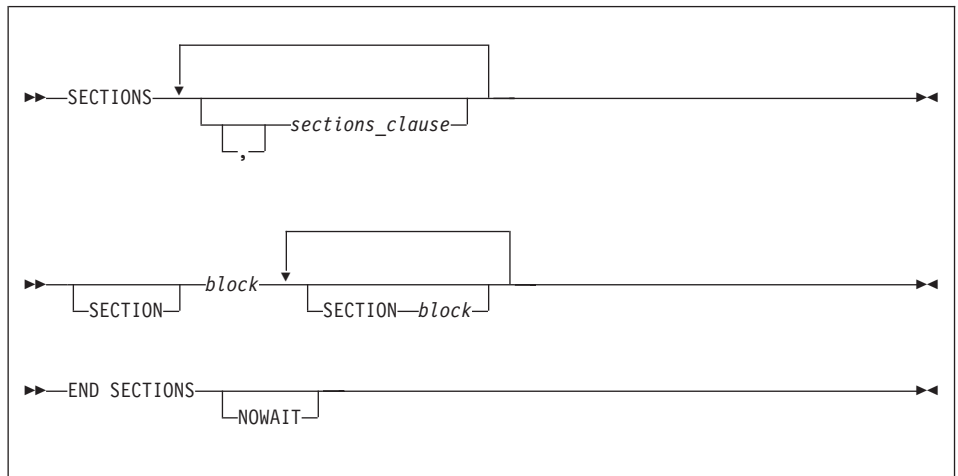 SECTIONS
sections_clause
,
block
SECTION
SECTION block
END SECTIONS
NOWAIT